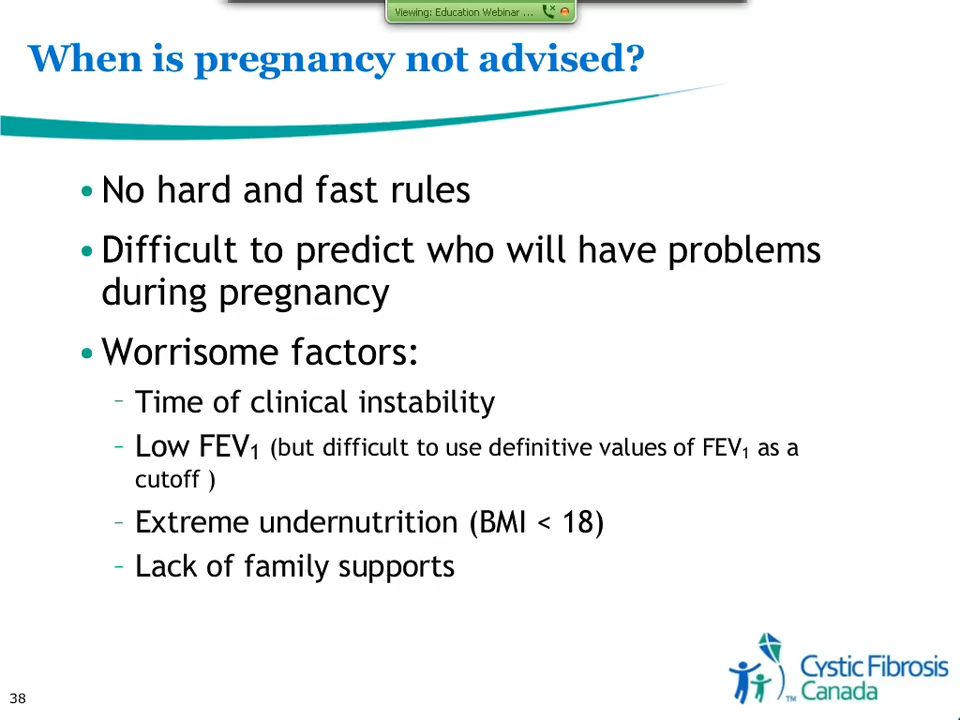 Viewing: Education Webinar ...
When is pregnancy not advised?
• No hard and fast rules
• Difficult to predict who will have problems
during pregnancy
• Worrisome factors:
– Time of clinical instability
– Low FEV₁ (but difficult to use definitive values of FEV₁ as a
cutoff )
– Extreme undernutrition (BMI < 18)
– Lack of family supports
38
™ Cystic Fibrosis
Canada